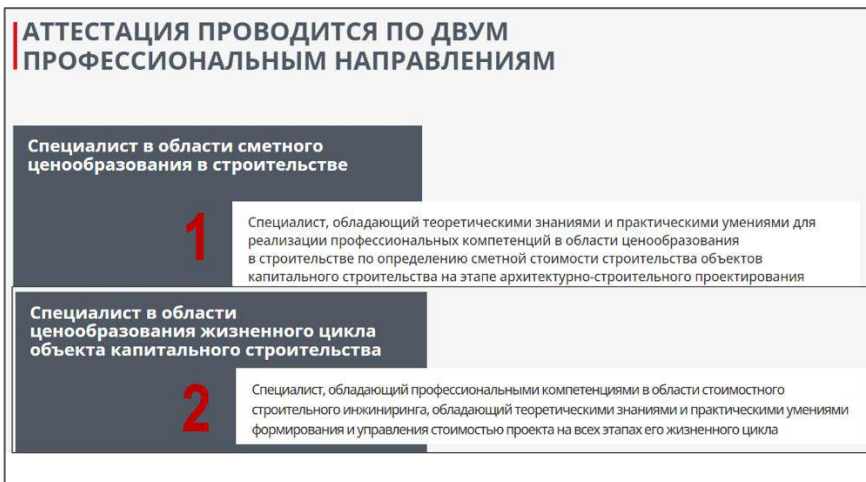 АТТЕСТАЦИЯ ПРОВОДИТСЯ ПО ДВУМ
ПРОФЕССИОНАЛЬНЫМ НАПРАВЛЕНИЯМ
Специалист в области сметного
ценообразования в строительстве
1
Специалист, обладающий теоретическими знаниями и практическими умениями для
реализации профессиональных компетенций в области ценообразования
в строительстве по определению сметной стоимости строительства объектов
капитального строительства на этапе архитектурно-строительного проектирования
Специалист в области
ценообразования жизненного цикла
объекта капитального строительства
2
Специалист, обладающий профессиональными компетенциями в области стоимостного
строительного инжиниринга, обладающий теоретическими знаниями и практическими умениями
формирования и управления стоимостью проекта на всех этапах его жизненного цикла